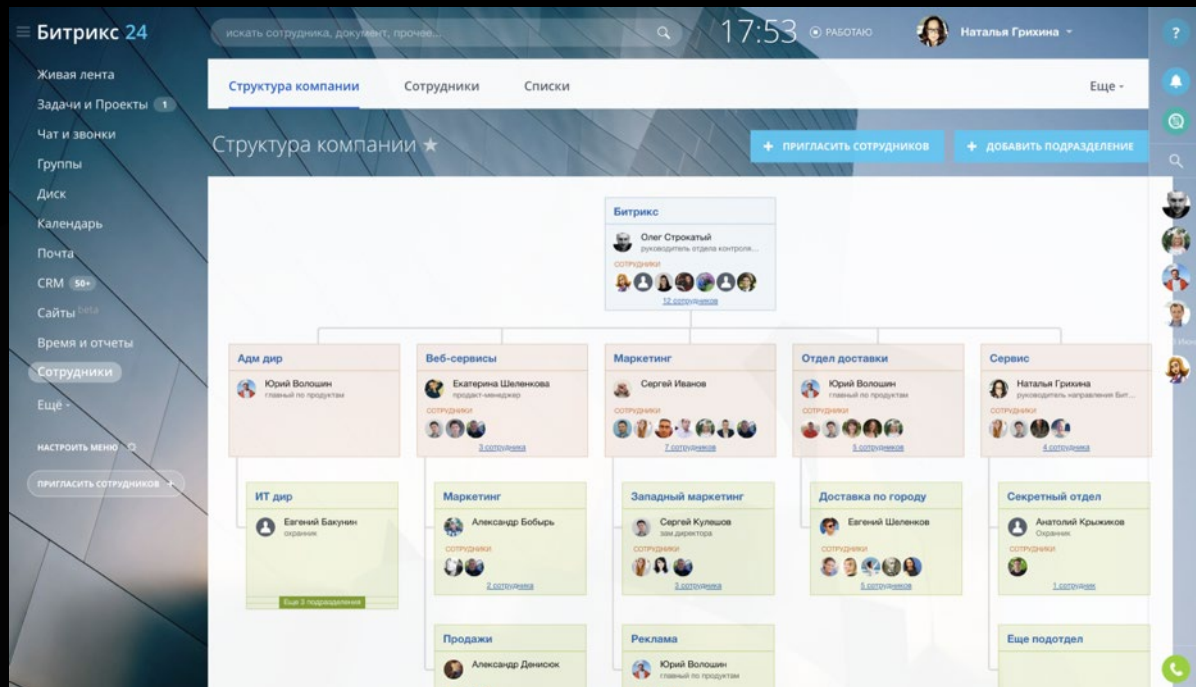 Битрикс 24
искать сотрудника, документ, прочее...
17:53
РАБОТАЮ
Наталья Грихина
?
Живая лента
Задачи и Проекты 1
Чат и звонки
Группы
Диск
Календарь
Почта
CRM 50+
Сайты beta
Время и отчеты
Сотрудники
Ещё
НАСТРОИТЬ МЕНЮ
ПРИГЛАСИТЬ СОТРУДНИКОВ +
Структура компании
Сотрудники
Списки
Еще
Структура компании
+ ПРИГЛАСИТЬ СОТРУДНИКОВ
+ ДОБАВИТЬ ПОДРАЗДЕЛЕНИЕ
Битрикс
Олег Строкатый
руководитель отдела контроля...
СОТРУДНИКИ
12 сотрудников
Адм дир
Юрий Волошин
главный по продуктам
Веб-сервисы
Екатерина Шеленкова
продакт-менеджер
СОТРУДНИКИ
3 сотрудника
Маркетинг
Сергей Иванов
СОТРУДНИКИ
7 сотрудников
Отдел доставки
Юрий Волошин
главный по продуктам
СОТРУДНИКИ
5 сотрудников
Сервис
Наталья Грихина
руководитель направления Бит...
СОТРУДНИКИ
4 сотрудника
ИТ дир
Евгений Бакунин
охранник
Еще 3 подразделения
Маркетинг
Александр Бобырь
СОТРУДНИКИ
2 сотрудника
Западный маркетинг
Сергей Кулешов
зам.директора
СОТРУДНИКИ
3 сотрудника
Доставка по городу
Евгений Шеленков
СОТРУДНИКИ
5 сотрудников
Секретный отдел
Анатолий Крыжиков
Охранник
СОТРУДНИКИ
1 сотрудник
Продажи
Александр Денисюк
Реклама
Юрий Волошин
главный по продуктам
Еще подотдел